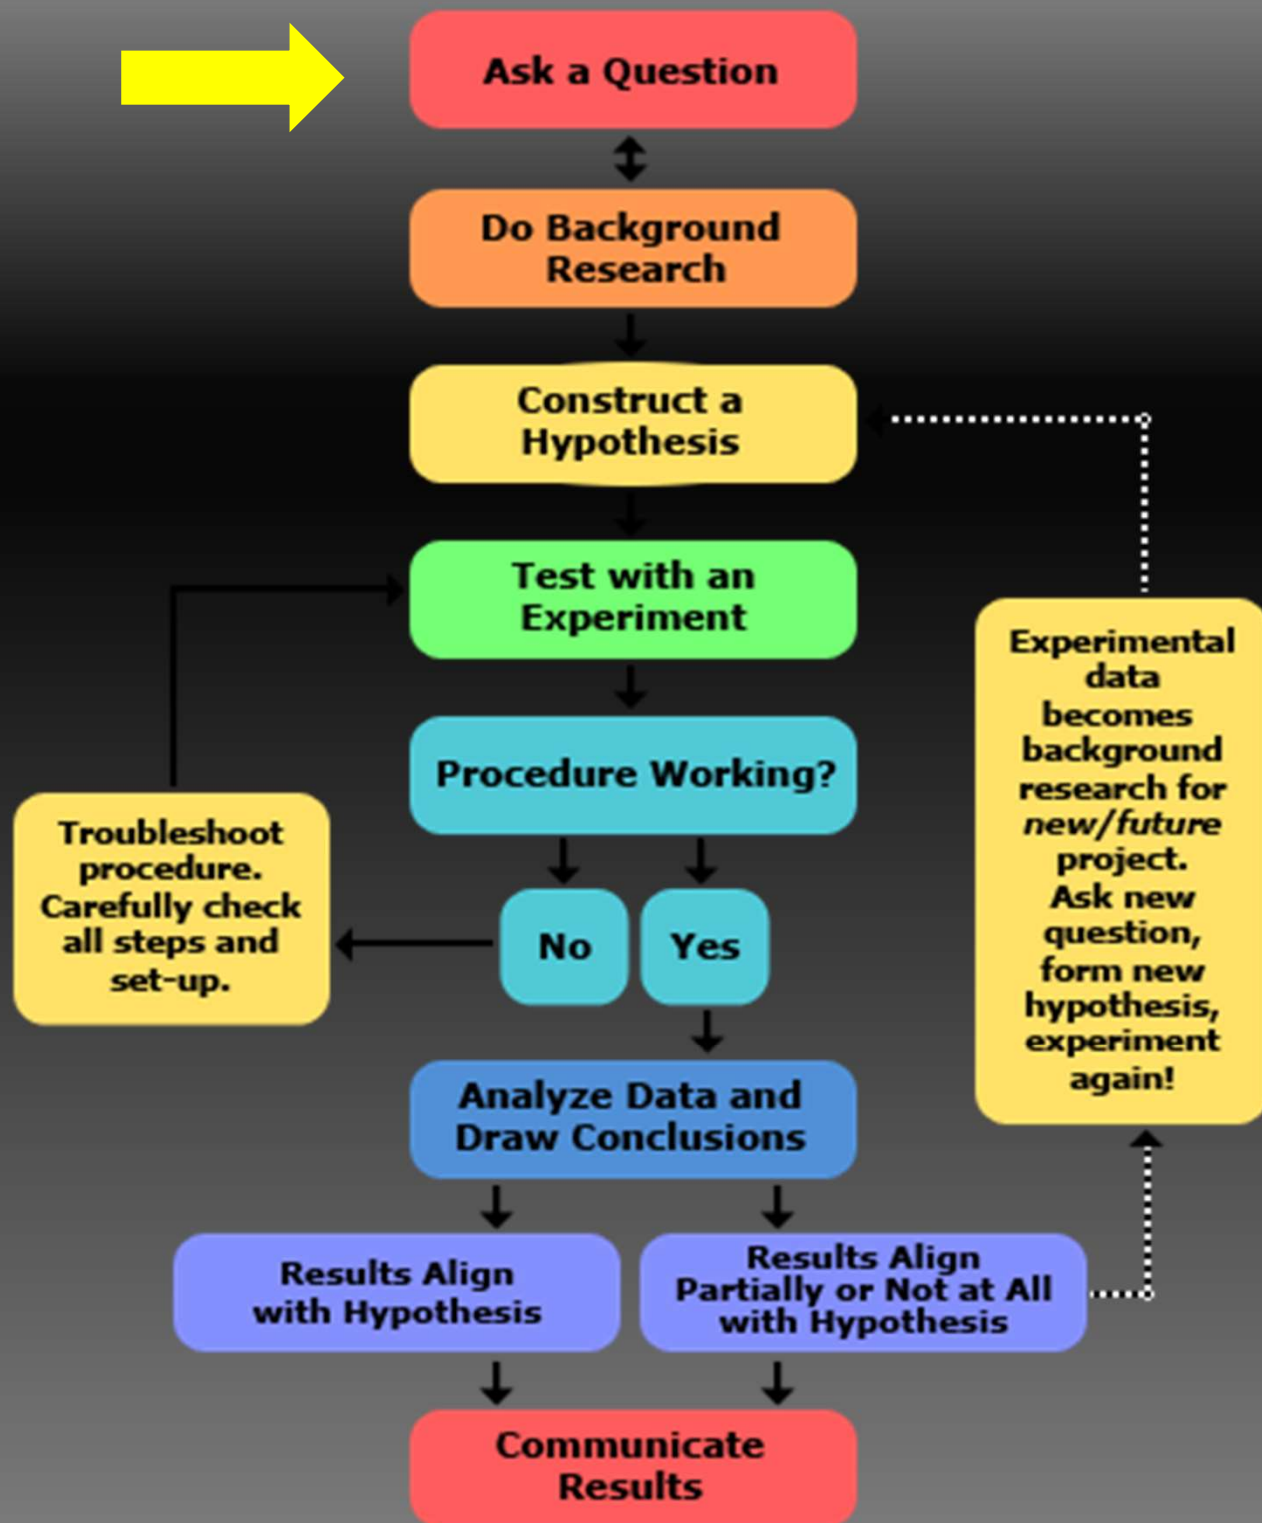 Ask a Question
Do Background
Research
Construct a
Hypothesis
Test with an
Experiment
Procedure Working?
No
Yes
Troubleshoot
procedure.
Carefully check
all steps and
set-up.
Experimental
data
becomes
background
research for
new/future
project.
Ask new
question,
form new
hypothesis,
experiment
again!
Analyze Data and
Draw Conclusions
Results Align
with Hypothesis
Results Align
Partially or Not at All
with Hypothesis
Communicate
Results